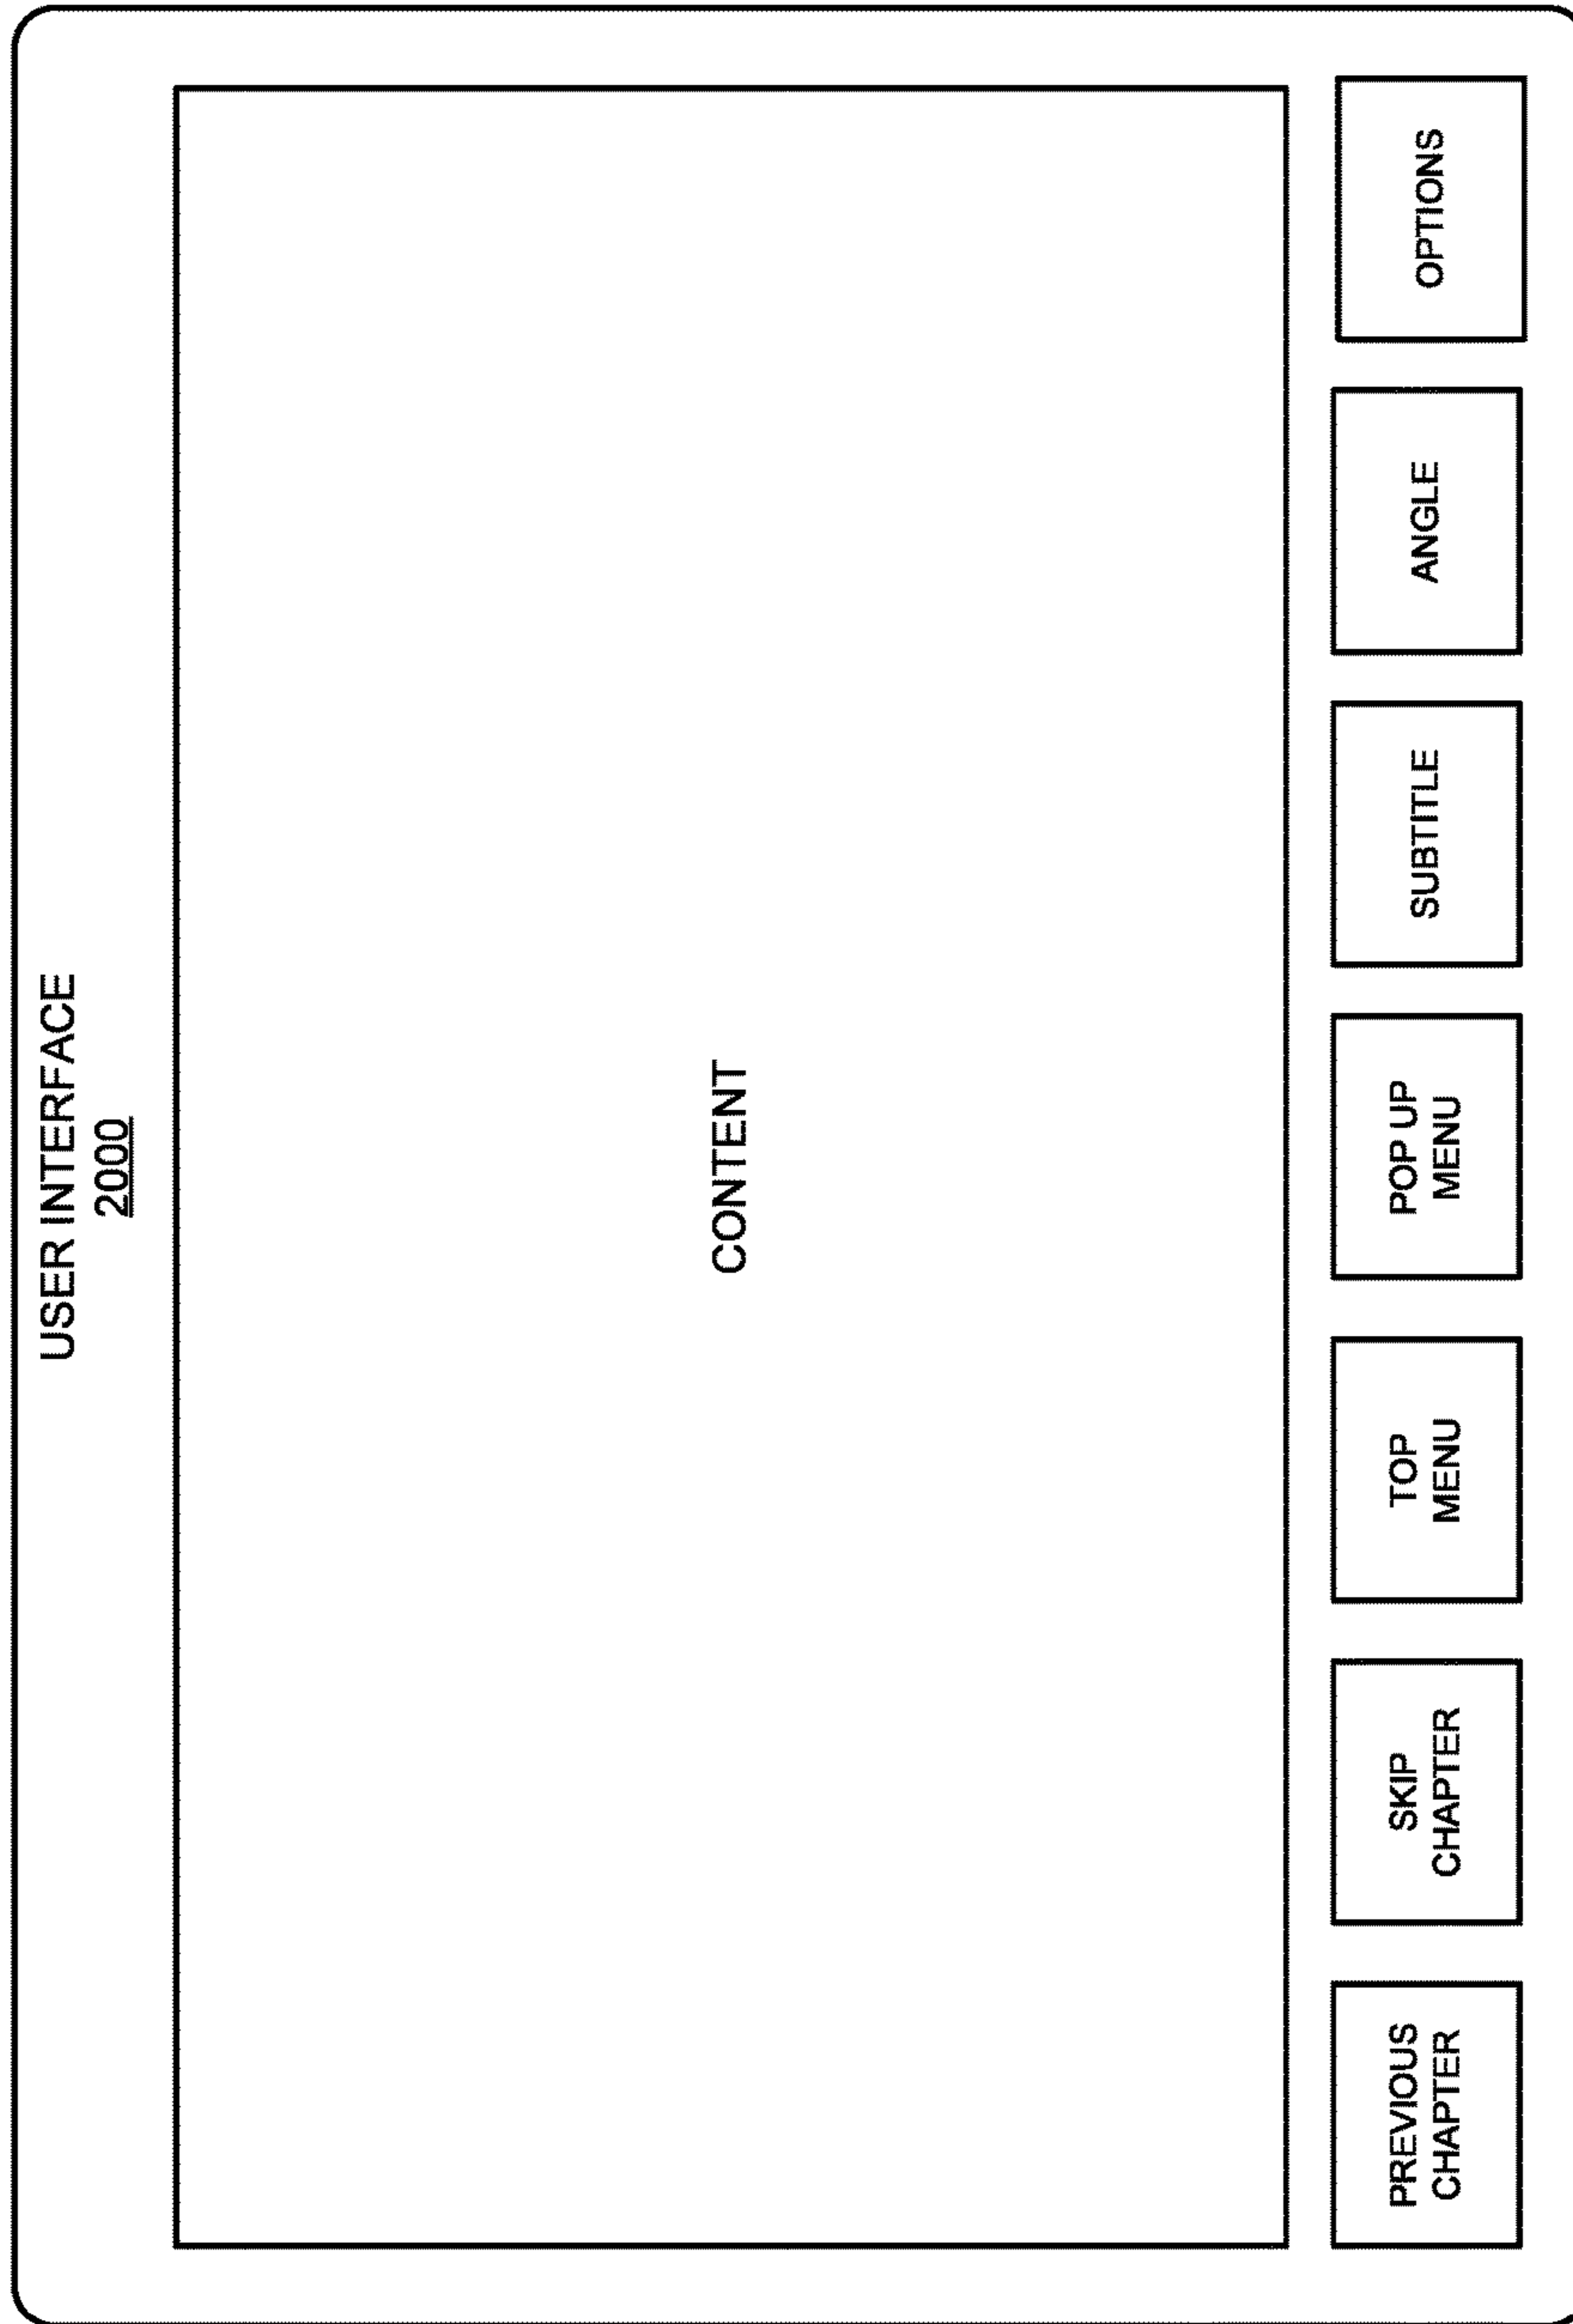 USER INTERFACE
2000
CONTENT
PREVIOUS
CHAPTER
SKIP
CHAPTER
TOP
MENU
POP UP
MENU
SUBTITLE
ANGLE
OPTIONS